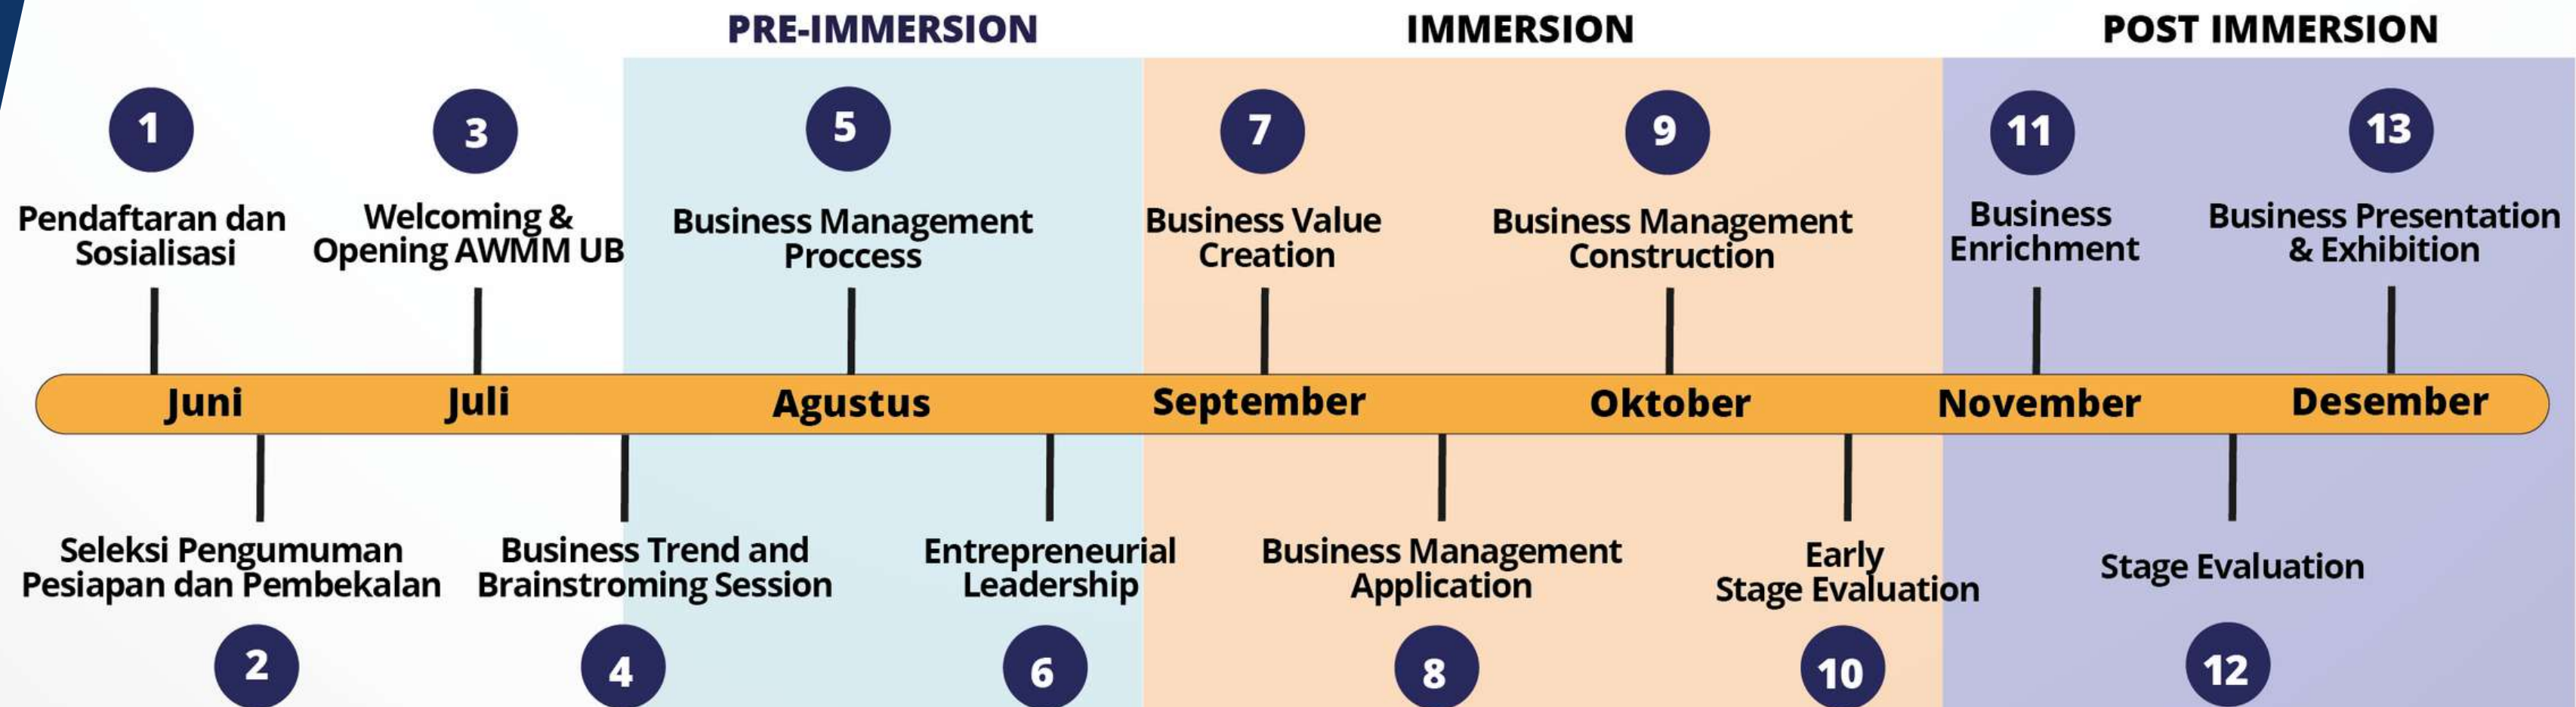 PRE-IMMERSION
IMMERSION
POST IMMERSION
1
Pendaftaran dan
Sosialisasi
3
Welcoming &
Opening AWMM UB
5
Business Management
Proccess
7
Business Value
Creation
9
Business Management
Construction
11
Business
Enrichment
13
Business Presentation
& Exhibition
Juni
Juli
Agustus
September
Oktober
November
Desember
Seleksi Pengumuman
Pesiapan dan Pembekalan
2
Business Trend and
Brainstroming Session
4
Entrepreneurial
Leadership
6
Business Management
Application
8
Early
Stage Evaluation
10
Stage Evaluation
12